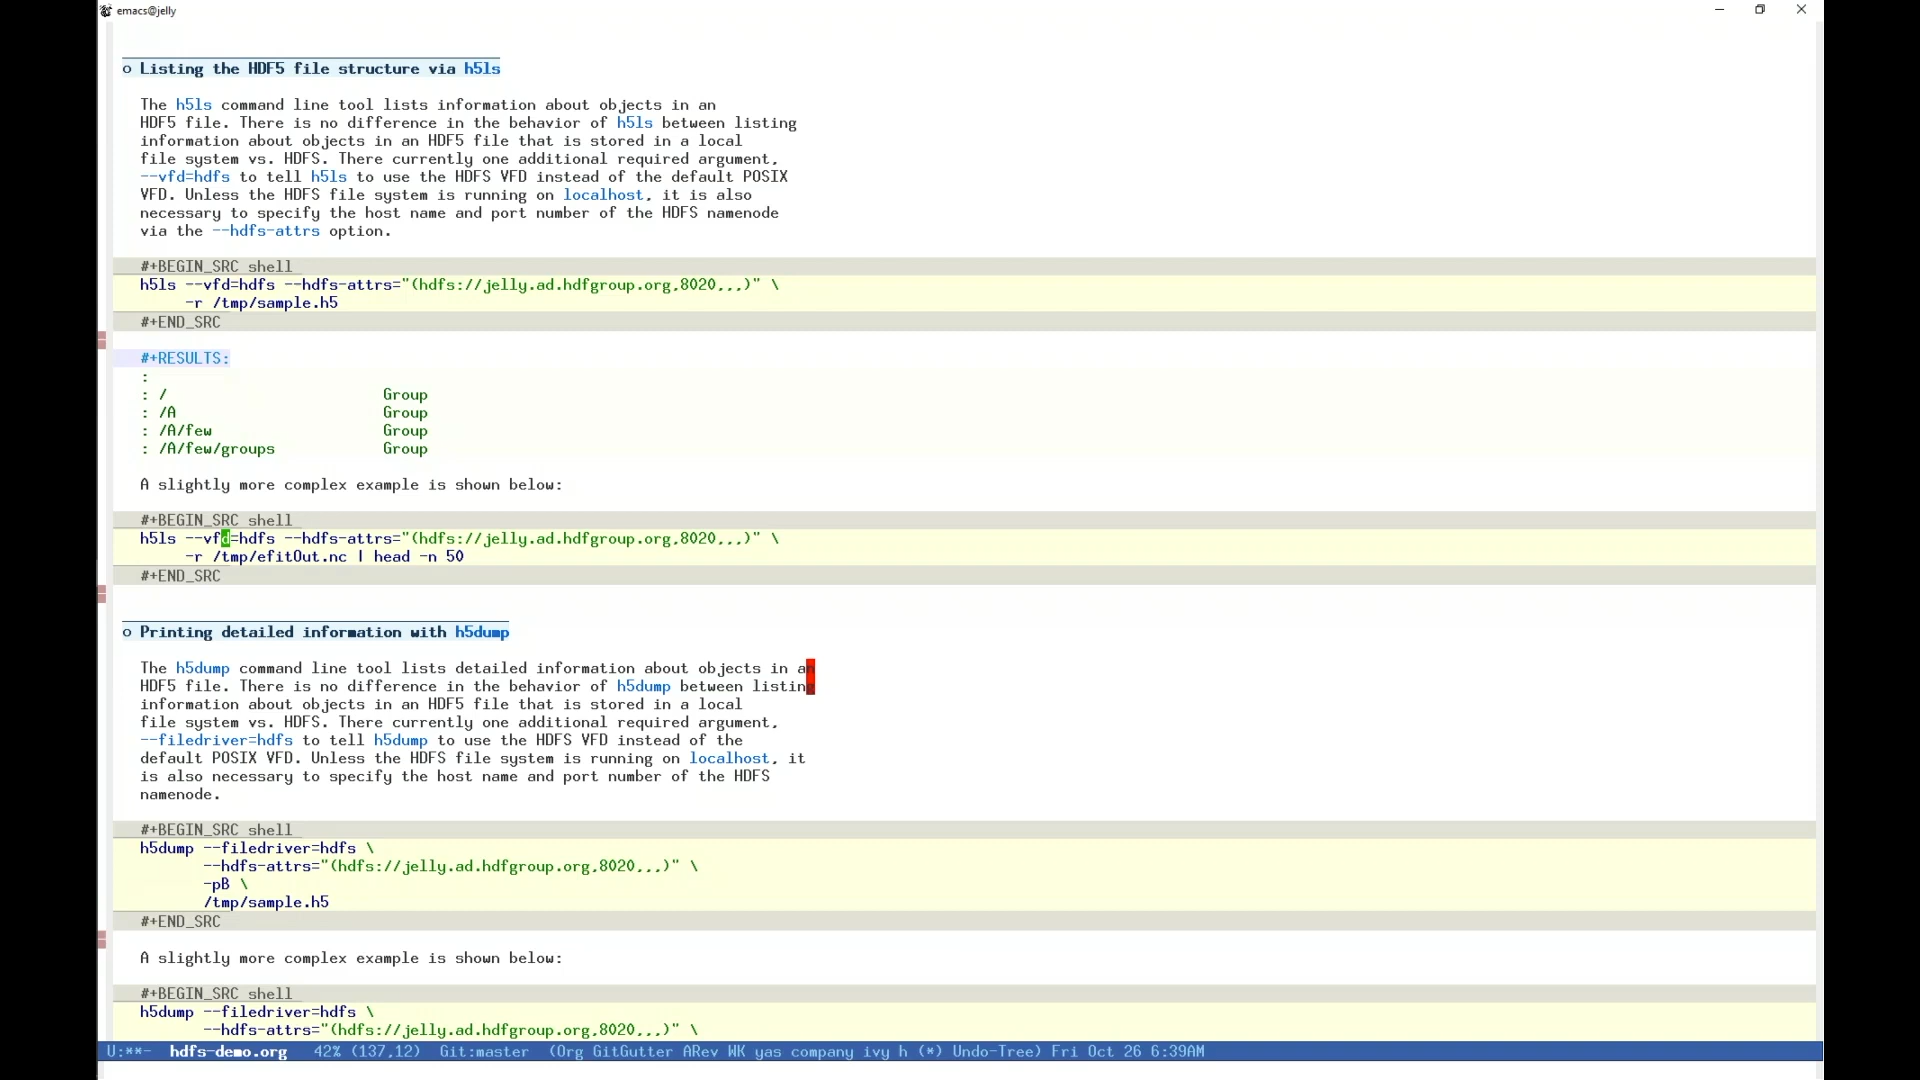 emacs@jelly
o Listing the HDF5 file structure via h5ls
The h5ls command line tool lists information about objects in an
HDF5 file. There is no difference in the behavior of h5ls between listing
information about objects in an HDF5 file that is stored in a local
file system vs. HDFS. There currently one additional required argument,
--vfd=hdfs to tell h5ls to use the HDFS VFD instead of the default POSIX
VFD. Unless the HDFS file system is running on localhost, it is also
necessary to specify the host name and port number of the HDFS namenode
via the --hdfs-attrs option.
#+BEGIN_SRC shell
h5ls --vfd=hdfs --hdfs-attrs="(hdfs://jelly.ad.hdfgroup.org,8020,,,)" \
-r /tmp/sample.h5
#+END_SRC
#+RESULTS:
:
: / Group
: /A Group
: /A/few Group
: /A/few/groups Group
A slightly more complex example is shown below:
#+BEGIN_SRC shell
h5ls --vfd=hdfs --hdfs-attrs="(hdfs://jelly.ad.hdfgroup.org,8020,,,)" \
-r /tmp/efitOut.nc | head -n 50
#+END_SRC
o Printing detailed information with h5dump
The h5dump command line tool lists detailed information about objects in an
HDF5 file. There is no difference in the behavior of h5dump between listing
information about objects in an HDF5 file that is stored in a local
file system vs. HDFS. There currently one additional required argument,
--filedriver=hdfs to tell h5dump to use the HDFS VFD instead of the
default POSIX VFD. Unless the HDFS file system is running on localhost, it
is also necessary to specify the host name and port number of the HDFS
namenode.
#+BEGIN_SRC shell
h5dump --filedriver=hdfs \
--hdfs-attrs="(hdfs://jelly.ad.hdfgroup.org,8020,,,)" \
-pB \
/tmp/sample.h5
#+END_SRC
A slightly more complex example is shown below:
#+BEGIN_SRC shell
h5dump --filedriver=hdfs \
--hdfs-attrs="(hdfs://jelly.ad.hdfgroup.org,8020,,,)" \
U:**- hdfs-demo.org 42% (137,12) Git:master (Org GitGutter ARev WK yas company ivy h (*) Undo-Tree) Fri Oct 26 6:39AM